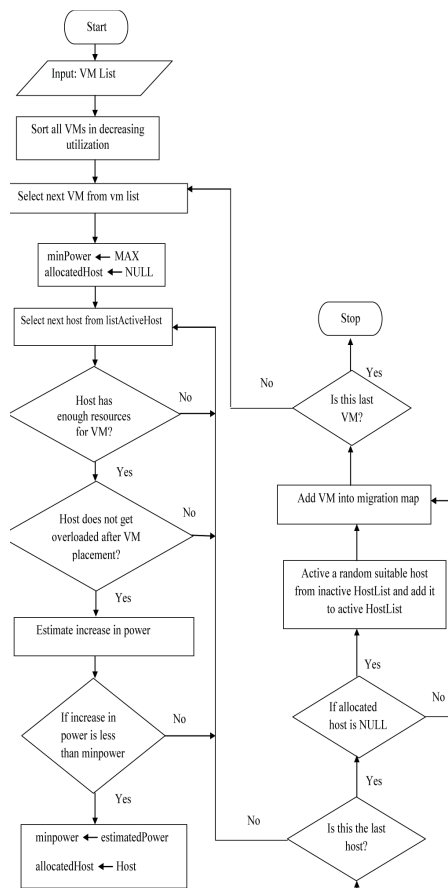 Start
Input: VM List
Sort all VMs in decreasing
utilization
Select next VM from vm list
minPower ← MAX
allocatedHost ← NULL
Select next host from listActiveHost
Host has
enough resources
for VM?
No
Yes
Host does not get
overloaded after VM
placement?
No
Yes
Estimate increase in power
If increase in
power is less
than minpower
No
Yes
minpower ← estimatedPower
allocatedHost ← Host
Stop
Yes
No
Is this last
VM?
Add VM into migration map
Active a random suitable host
from inactive HostList and add it
to active HostList
Yes
If allocated
host is NULL
No
Yes
No
Is this the last
host?